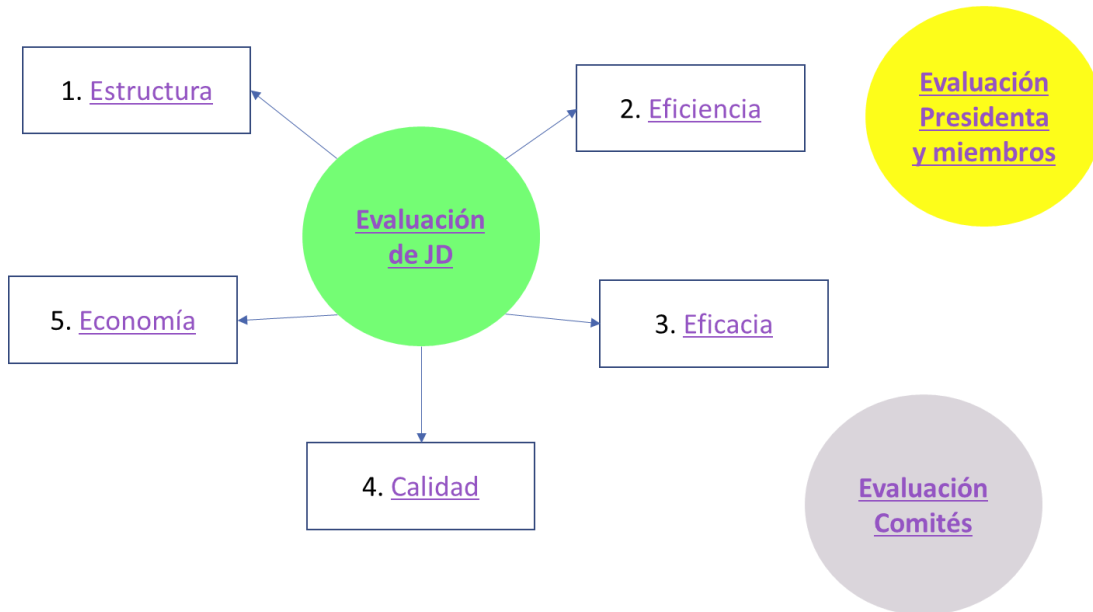 1. Estructura
2. Eficiencia
Evaluación
Presidenta
y miembros
Evaluación
de JD
5. Economía
3. Eficacia
4. Calidad
Evaluación
Comités